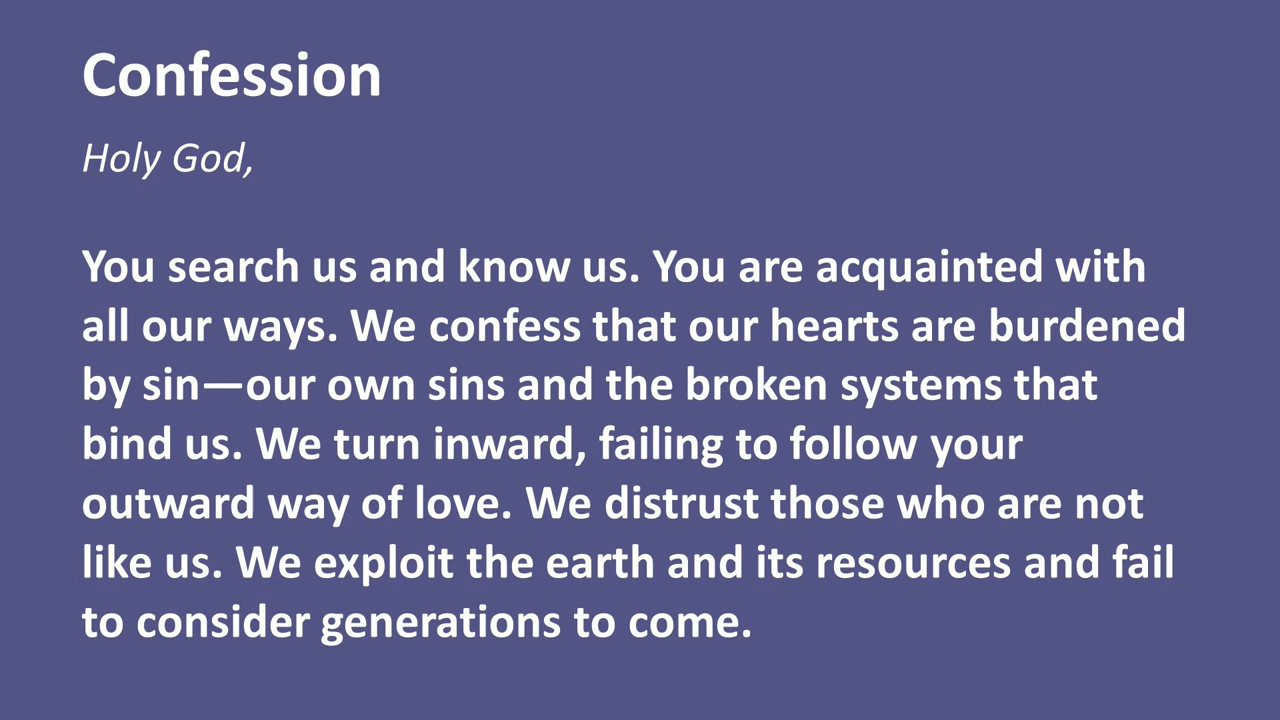 Confession
Holy God,
You search us and know us. You are acquainted with
all our ways. We confess that our hearts are burdened
by sin—our own sins and the broken systems that
bind us. We turn inward, failing to follow your
outward way of love. We distrust those who are not
like us. We exploit the earth and its resources and fail
to consider generations to come.